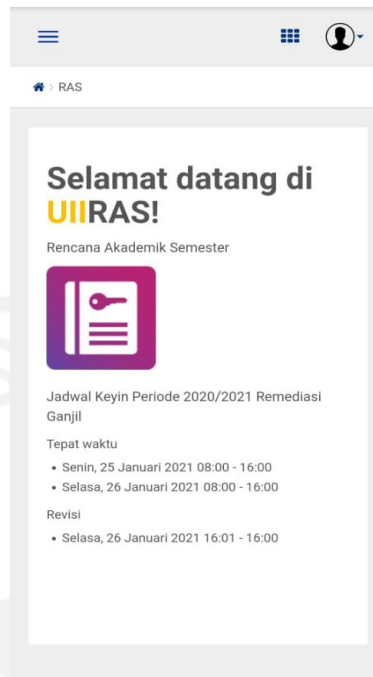 > RAS
Selamat datang di
UIIRAS!
Rencana Akademik Semester
Jadwal Keyin Periode 2020/2021 Remediasi
Ganjil
Tepat waktu
• Senin, 25 Januari 2021 08:00 - 16:00
• Selasa, 26 Januari 2021 08:00 - 16:00
Revisi
• Selasa, 26 Januari 2021 16:01 - 16:00